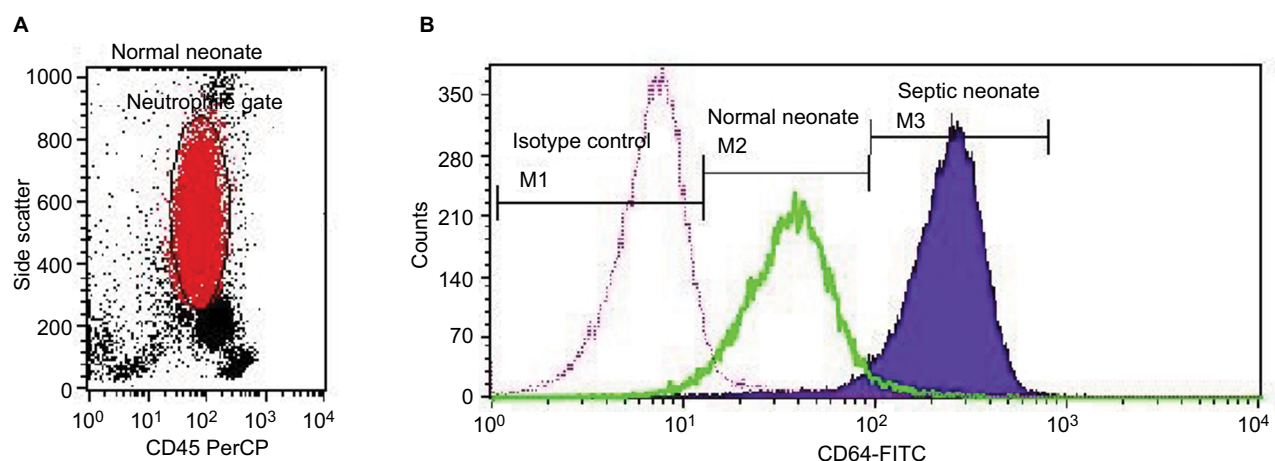 A
Normal neonate
Neutrophile gate
1000
800
600
400
200
0
Side scatter
10^0 10^1 10^2 10^3 10^4
CD45 PerCP
B
350
280
210
140
70
0
Counts
Isotype control
M1
Normal neonate
M2
Septic neonate
M3
10^0 10^1 10^2 10^3 10^4
CD64-FITC